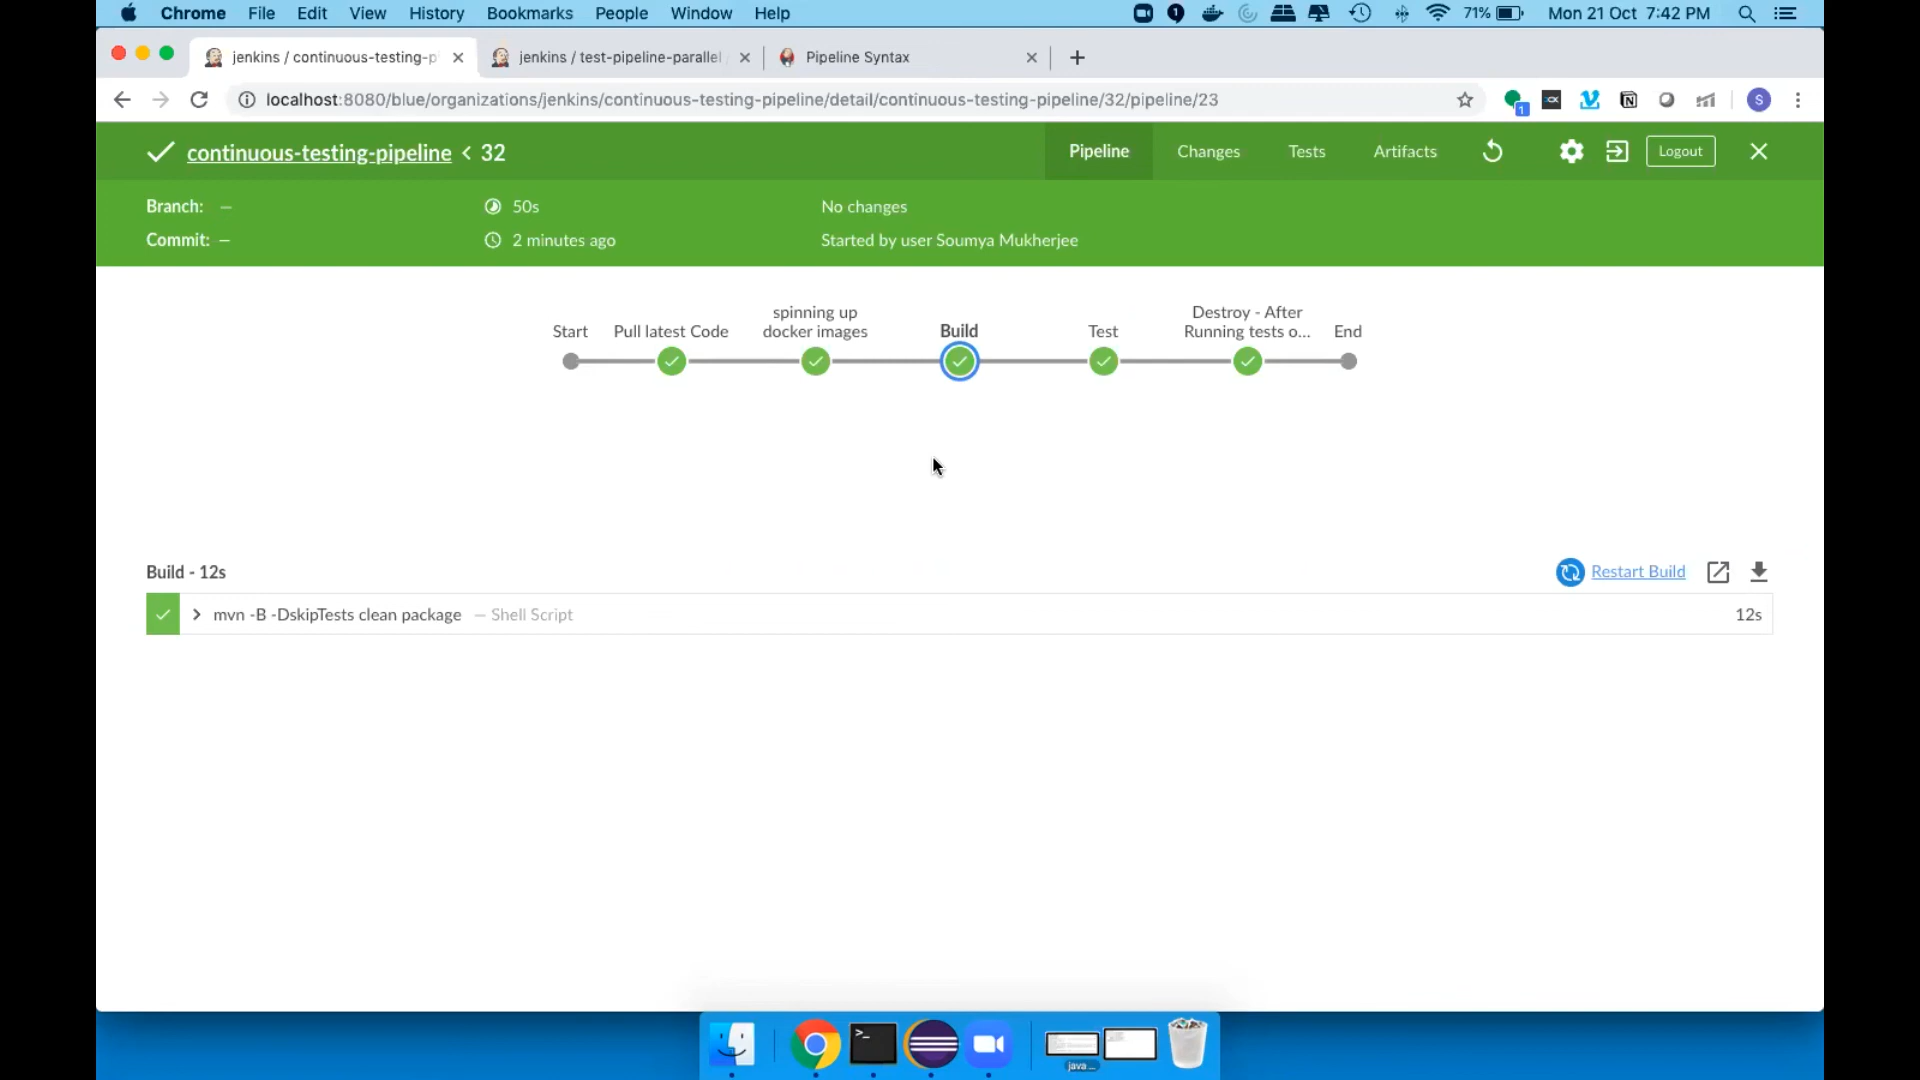 Chrome File Edit View History Bookmarks People Window Help 71% Mon 21 Oct 7:42 PM
jenkins / continuous-testing-p jenkins / test-pipeline-parallel Pipeline Syntax
localhost:8080/blue/organizations/jenkins/continuous-testing-pipeline/detail/continuous-testing-pipeline/32/pipeline/23
continuous-testing-pipeline < 32 Pipeline Changes Tests Artifacts Logout
Branch: — 50s No changes
Commit: — 2 minutes ago Started by user Soumya Mukherjee
Start Pull latest Code spinning up docker images Build Test Destroy - After Running tests o... End
Build - 12s Restart Build
mvn -B -DskipTests clean package — Shell Script 12s
java ...